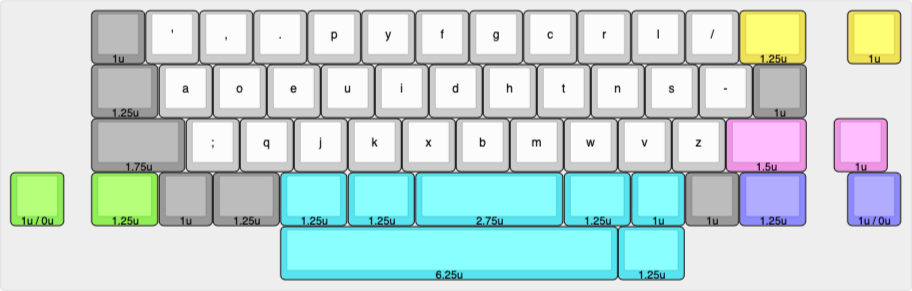 ' , . p y f g c r l /
1u 1.25u 1u
a o e u i d h t n s -
1.25u 1u
; q j k x b m w v z
1.75u 1.5u 1u
1u / 0u 1.25u 1u 1.25u 1.25u 1.25u 2.75u 1.25u 1u 1u 1.25u 1u / 0u
6.25u 1.25u